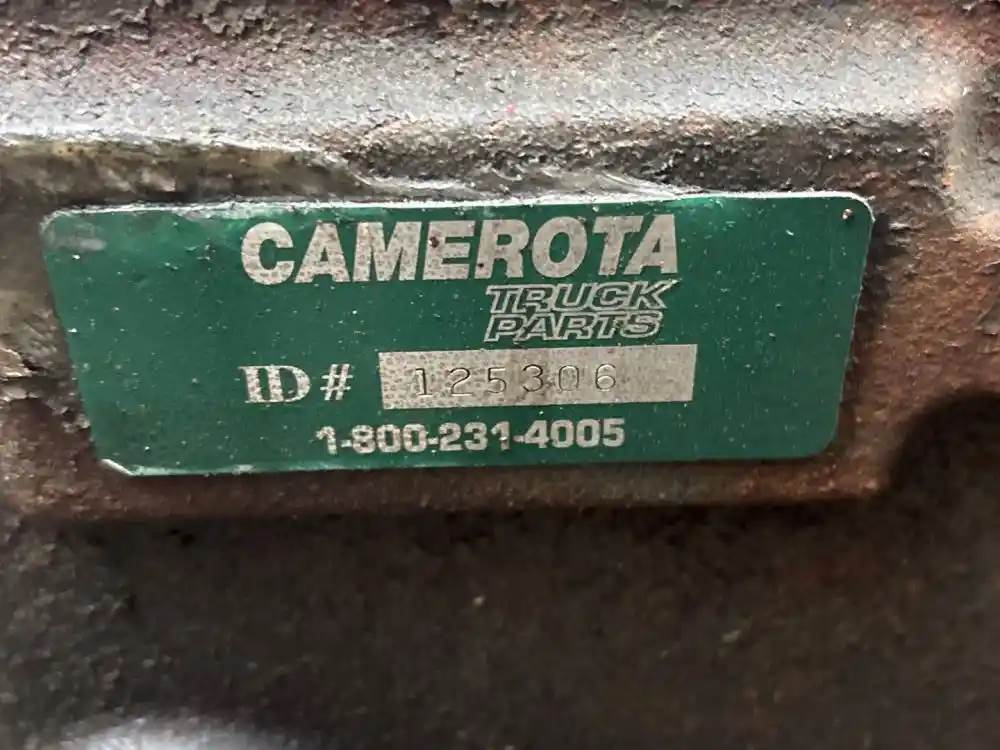 CAMEROTA
TRUCK
PARTS
ID# 125306
1-800-231-4005